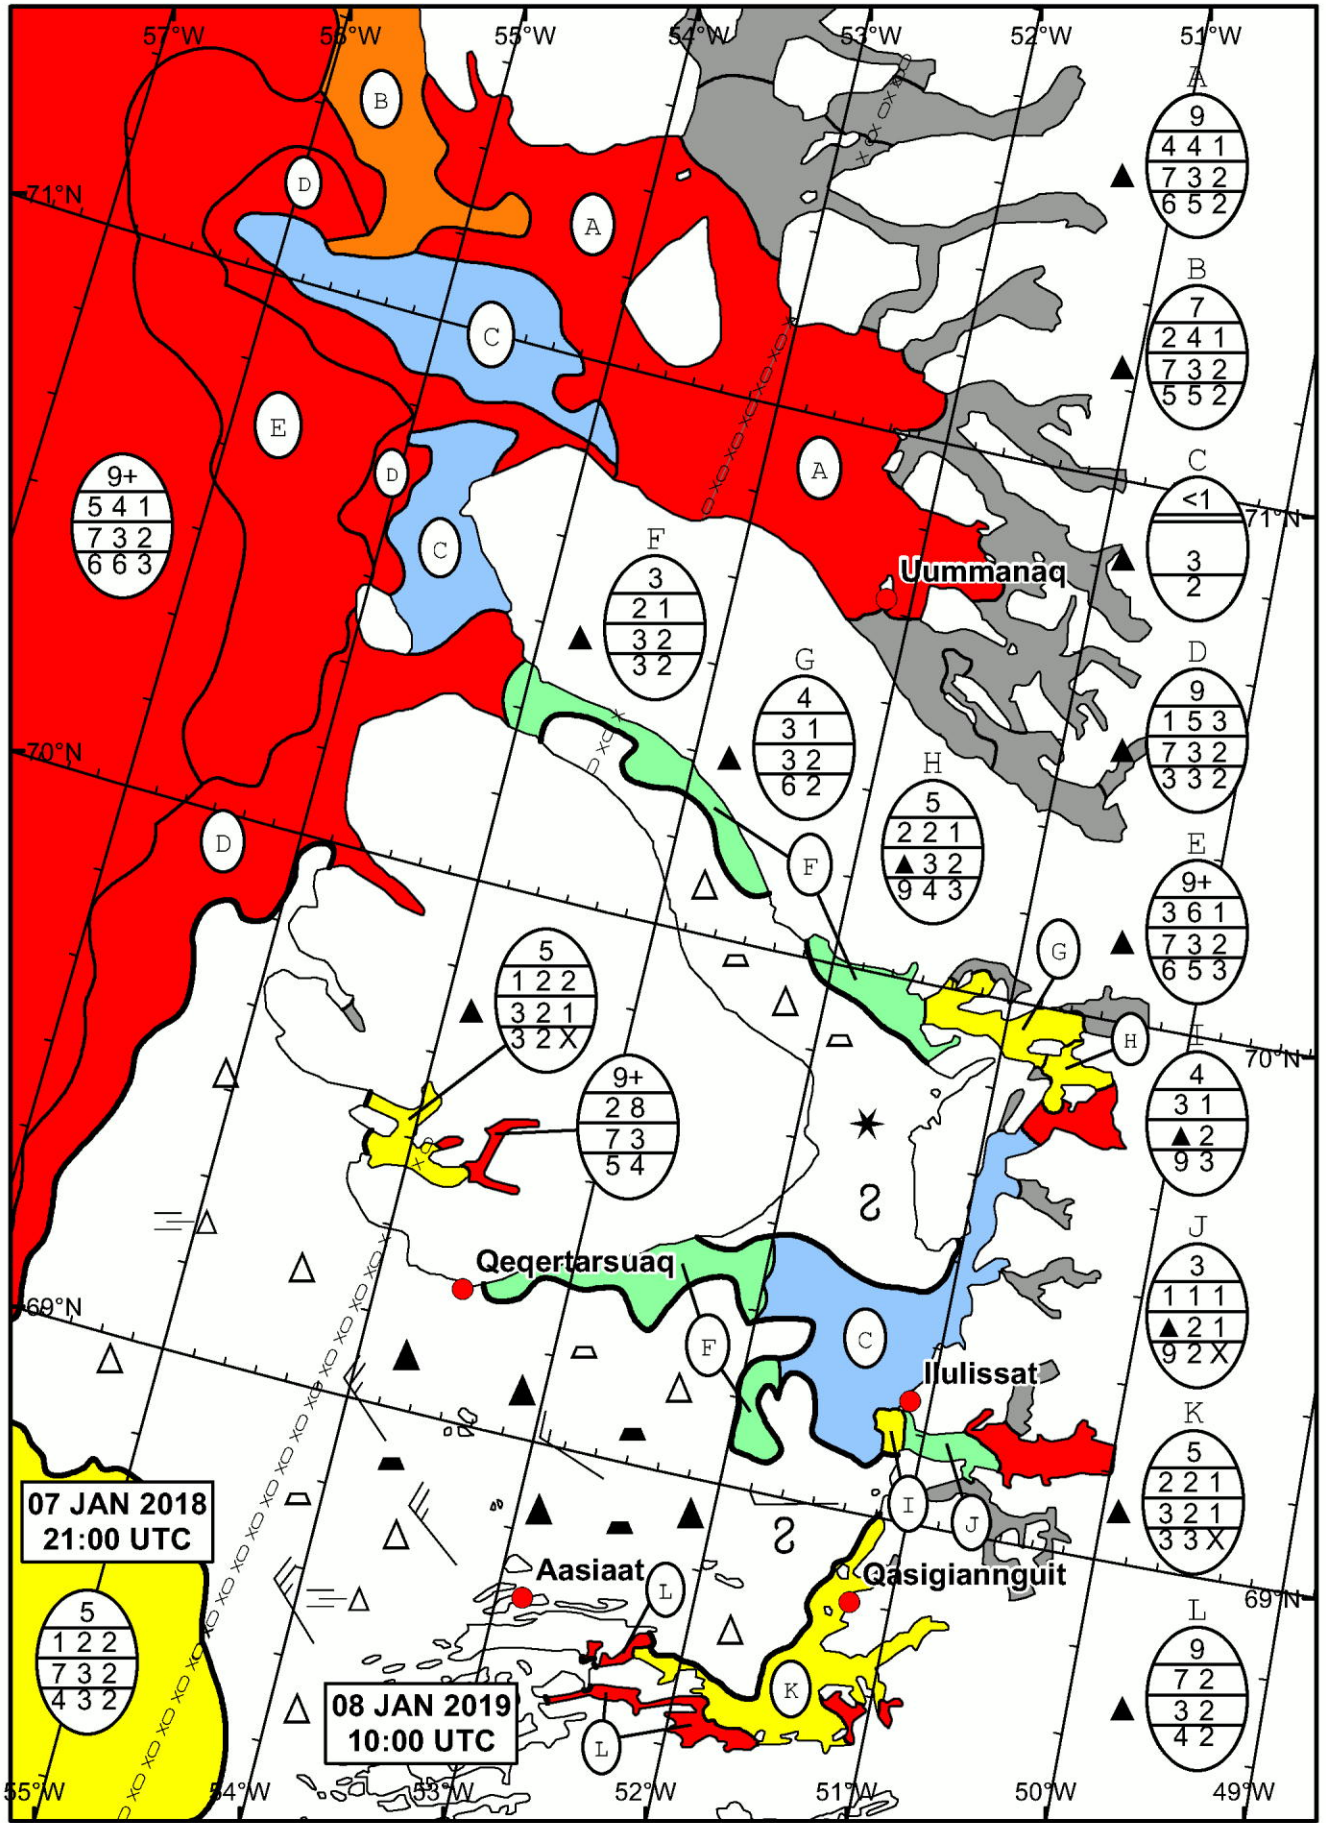 57°W 56°W 55°W 54°W 53°W 52°W 51°W
A
9
4 4 1
7 3 2
6 5 2
B
7
2 4 1
7 3 2
5 5 2
C
<1
3
2
D
9
1 5 3
7 3 2
3 3 2
E
9+
3 6 1
7 3 2
6 5 3
I
4
3 1
▲ 2
9 3
J
3
1 1 1
▲ 2 1
9 2 X
K
5
2 2 1
3 2 1
3 3 X
L
9
7 2
3 2
4 2
B
D
A
C
E
D
C
A
71°N
71°N
9+
5 4 1
7 3 2
6 6 3
Uummanaq
F
3
2 1
3 2
3 2
G
4
3 1
3 2
6 2
H
5
2 2 1
▲ 3 2
9 4 3
70°N
70°N
D
F
G
H
5
1 2 2
3 2 1
3 2 X
9+
2 8
7 3
5 4
Qeqertarsuaq
69°N
69°N
F
C
Ilulissat
I
J
07 JAN 2018
21:00 UTC
5
1 2 2
7 3 2
4 3 2
Aasiaat
Qasigiannguit
L
K
L
08 JAN 2019
10:00 UTC
55°W 54°W 53°W 52°W 51°W 50°W 49°W